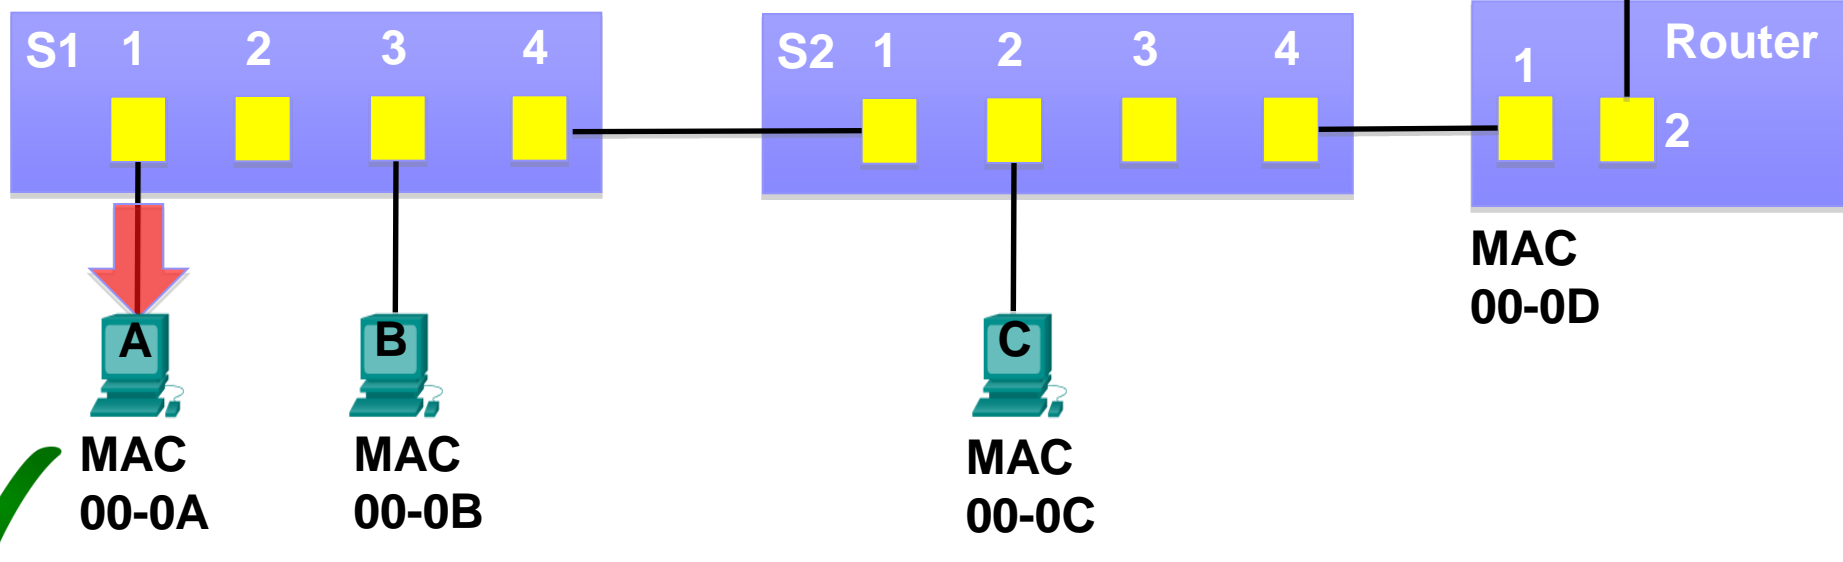 S1 1 2 3 4
S2 1 2 3 4
Router
1
2
MAC
00-0D
A
B
C
MAC
00-0A
MAC
00-0B
MAC
00-0C